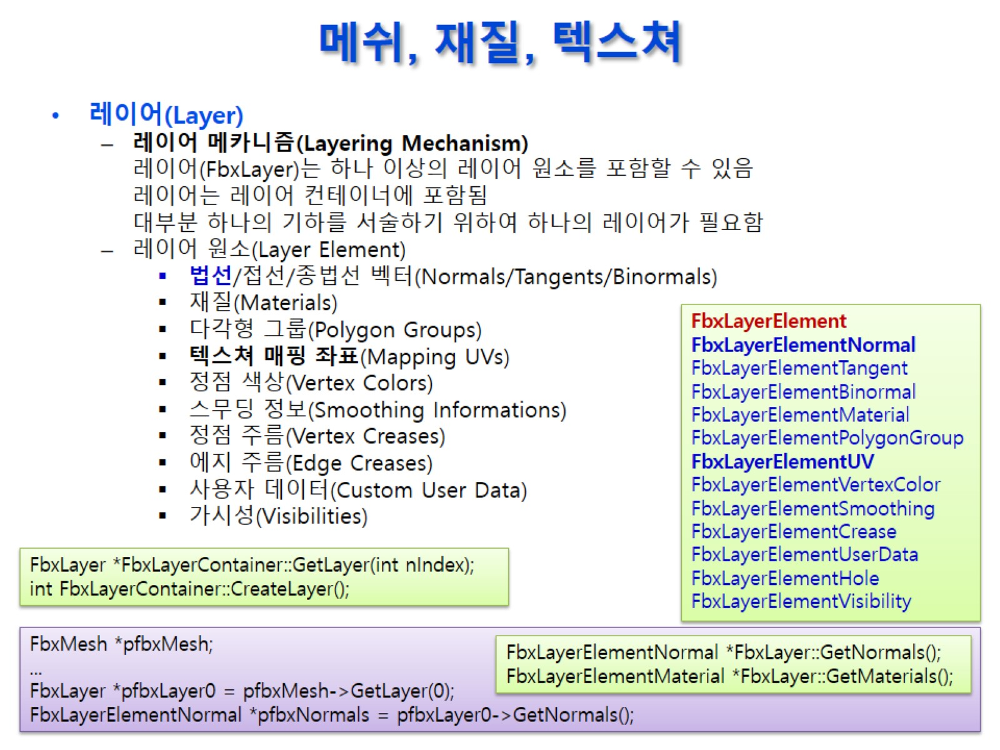 메쉬, 재질, 텍스쳐
• 레이어(Layer)
– 레이어 메카니즘(Layering Mechanism)
레이어(FbxLayer)는 하나 이상의 레이어 원소를 포함할 수 있음
레이어는 레이어 컨테이너에 포함됨
대부분 하나의 기하를 서술하기 위하여 하나의 레이어가 필요함
– 레이어 원소(Layer Element)
▪ 법선/접선/종법선 벡터(Normals/Tangents/Binormals)
▪ 재질(Materials)
▪ 다각형 그룹(Polygon Groups)
▪ 텍스쳐 매핑 좌표(Mapping UVs)
▪ 정점 색상(Vertex Colors)
▪ 스무딩 정보(Smoothing Informations)
▪ 정점 주름(Vertex Creases)
▪ 에지 주름(Edge Creases)
▪ 사용자 데이터(Custom User Data)
▪ 가시성(Visibilities)
FbxLayerElement
FbxLayerElementNormal
FbxLayerElementTangent
FbxLayerElementBinormal
FbxLayerElementMaterial
FbxLayerElementPolygonGroup
FbxLayerElementUV
FbxLayerElementVertexColor
FbxLayerElementSmoothing
FbxLayerElementCrease
FbxLayerElementUserData
FbxLayerElementHole
FbxLayerElementVisibility
FbxLayer *FbxLayerContainer::GetLayer(int nIndex);
int FbxLayerContainer::CreateLayer();
FbxMesh *pfbxMesh;
...
FbxLayer *pfbxLayer0 = pfbxMesh->GetLayer(0);
FbxLayerElementNormal *pfbxNormals = pfbxLayer0->GetNormals();
FbxLayerElementNormal *FbxLayer::GetNormals();
FbxLayerElementMaterial *FbxLayer::GetMaterials();